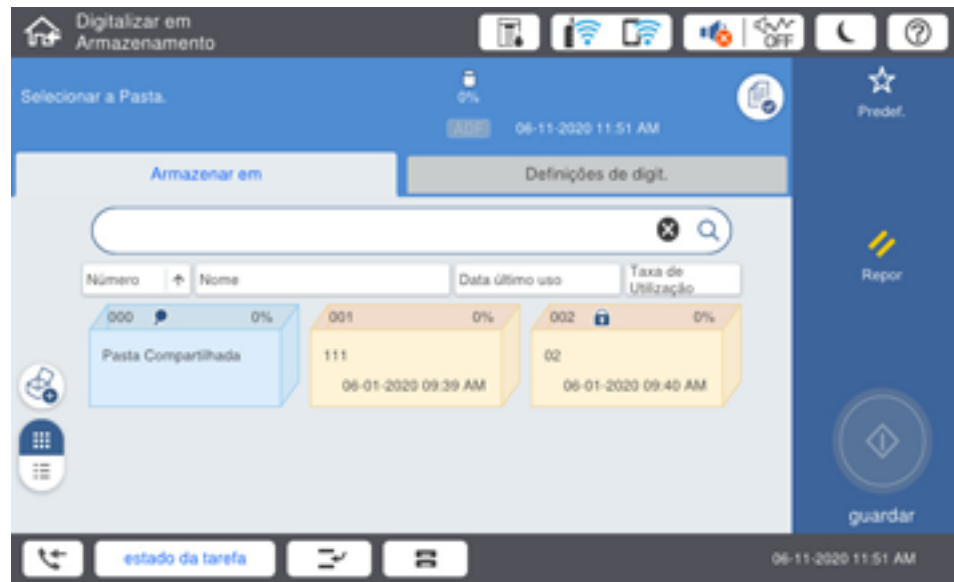 Digitalizar em
Armazenamento
OFF
Selecionar a Pasta.
0%
ADF
06-11-2020 11:51 AM
Predef.
Armazenar em
Definições de digit.
Número
Nome
Data último uso
Taxa de
Utilização
Repor
000
0%
001
0%
002
0%
Pasta Compartilhada
111
02
06-01-2020 09:39 AM
06-01-2020 09:40 AM
guardar
estado da tarefa
06-11-2020 11:51 AM